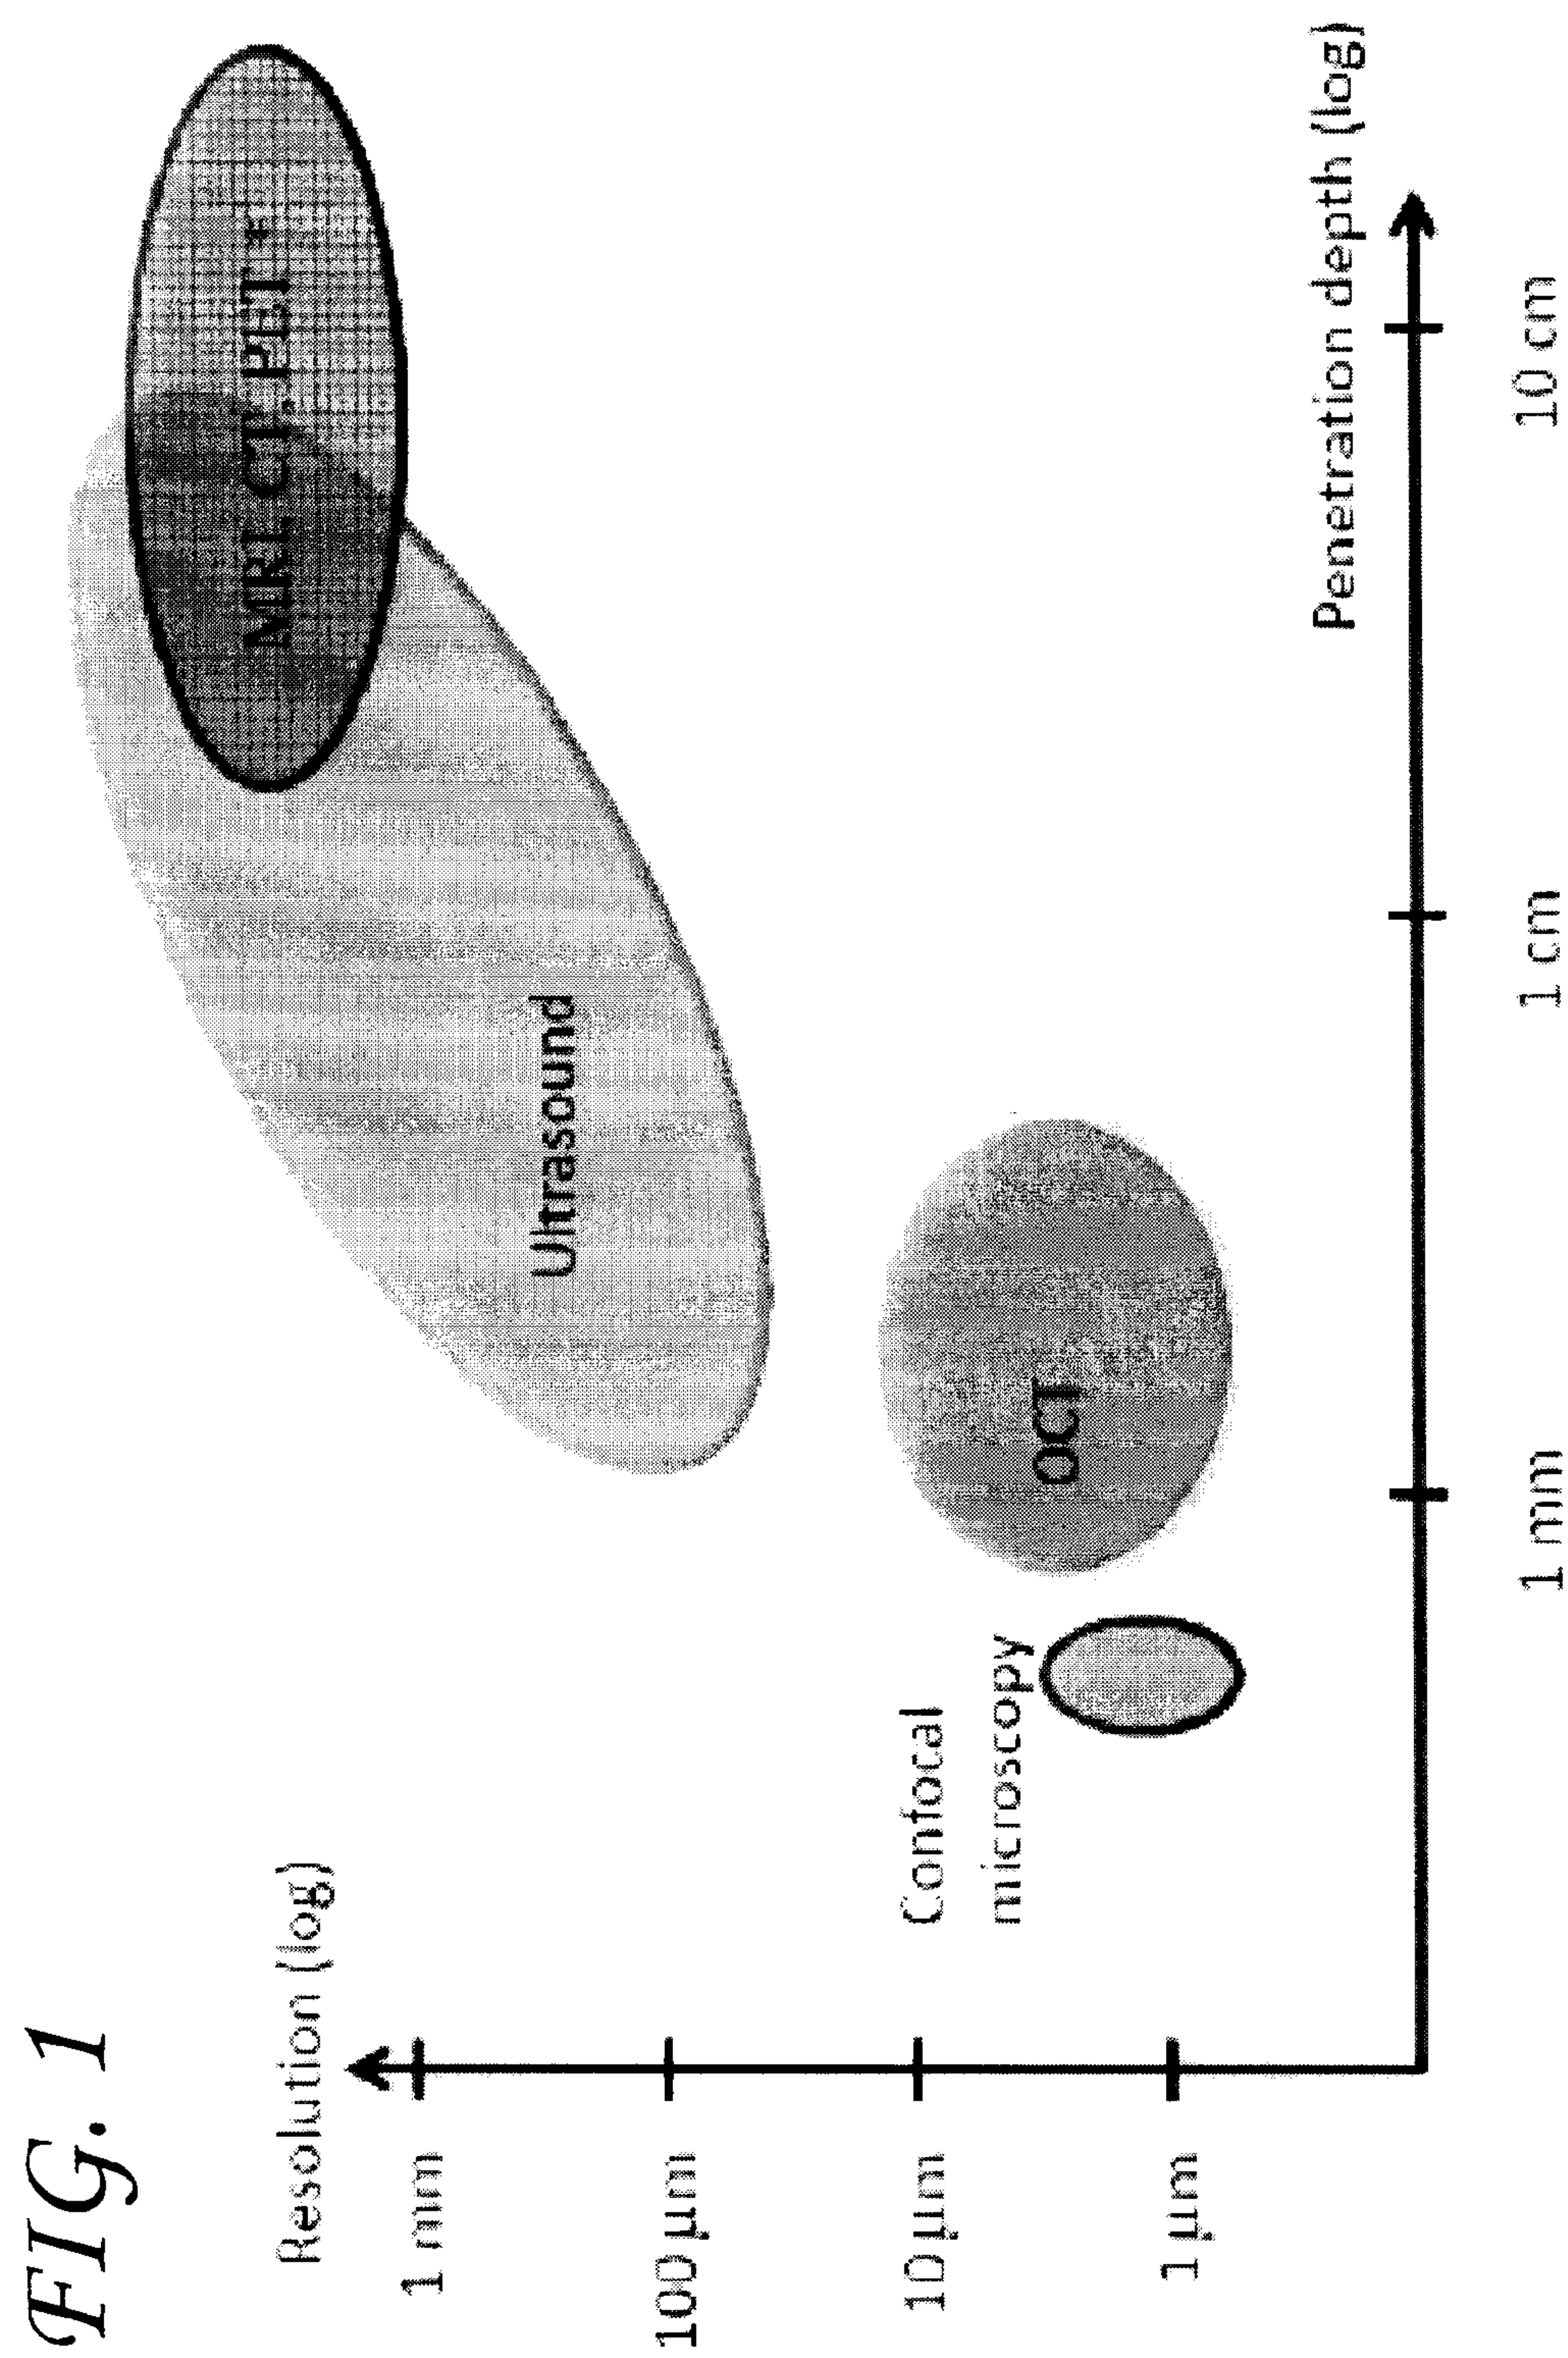 FIG. 1
Resolution (log)
1 mm
100 µm
10 µm
1 µm
MRI, CT, PET *
Ultrasound
Confocal
microscopy
OCT
Penetration depth (log)
1 mm
1 cm
10 cm